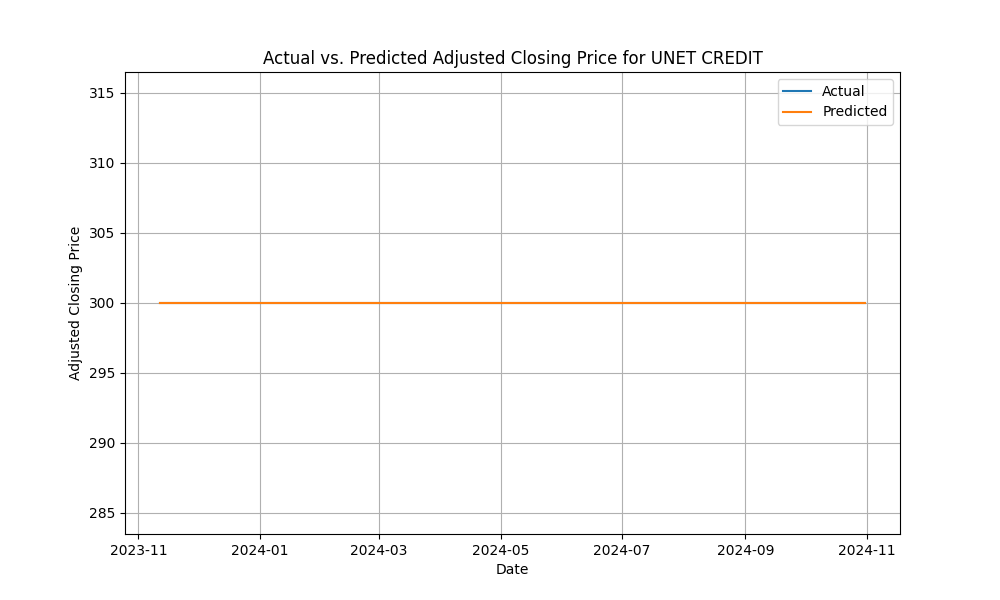 Actual vs. Predicted Adjusted Closing Price for UNET CREDIT
Actual
Predicted
Adjusted Closing Price
315
310
305
300
295
290
285
2023-11
2024-01
2024-03
2024-05
2024-07
2024-09
2024-11
Date